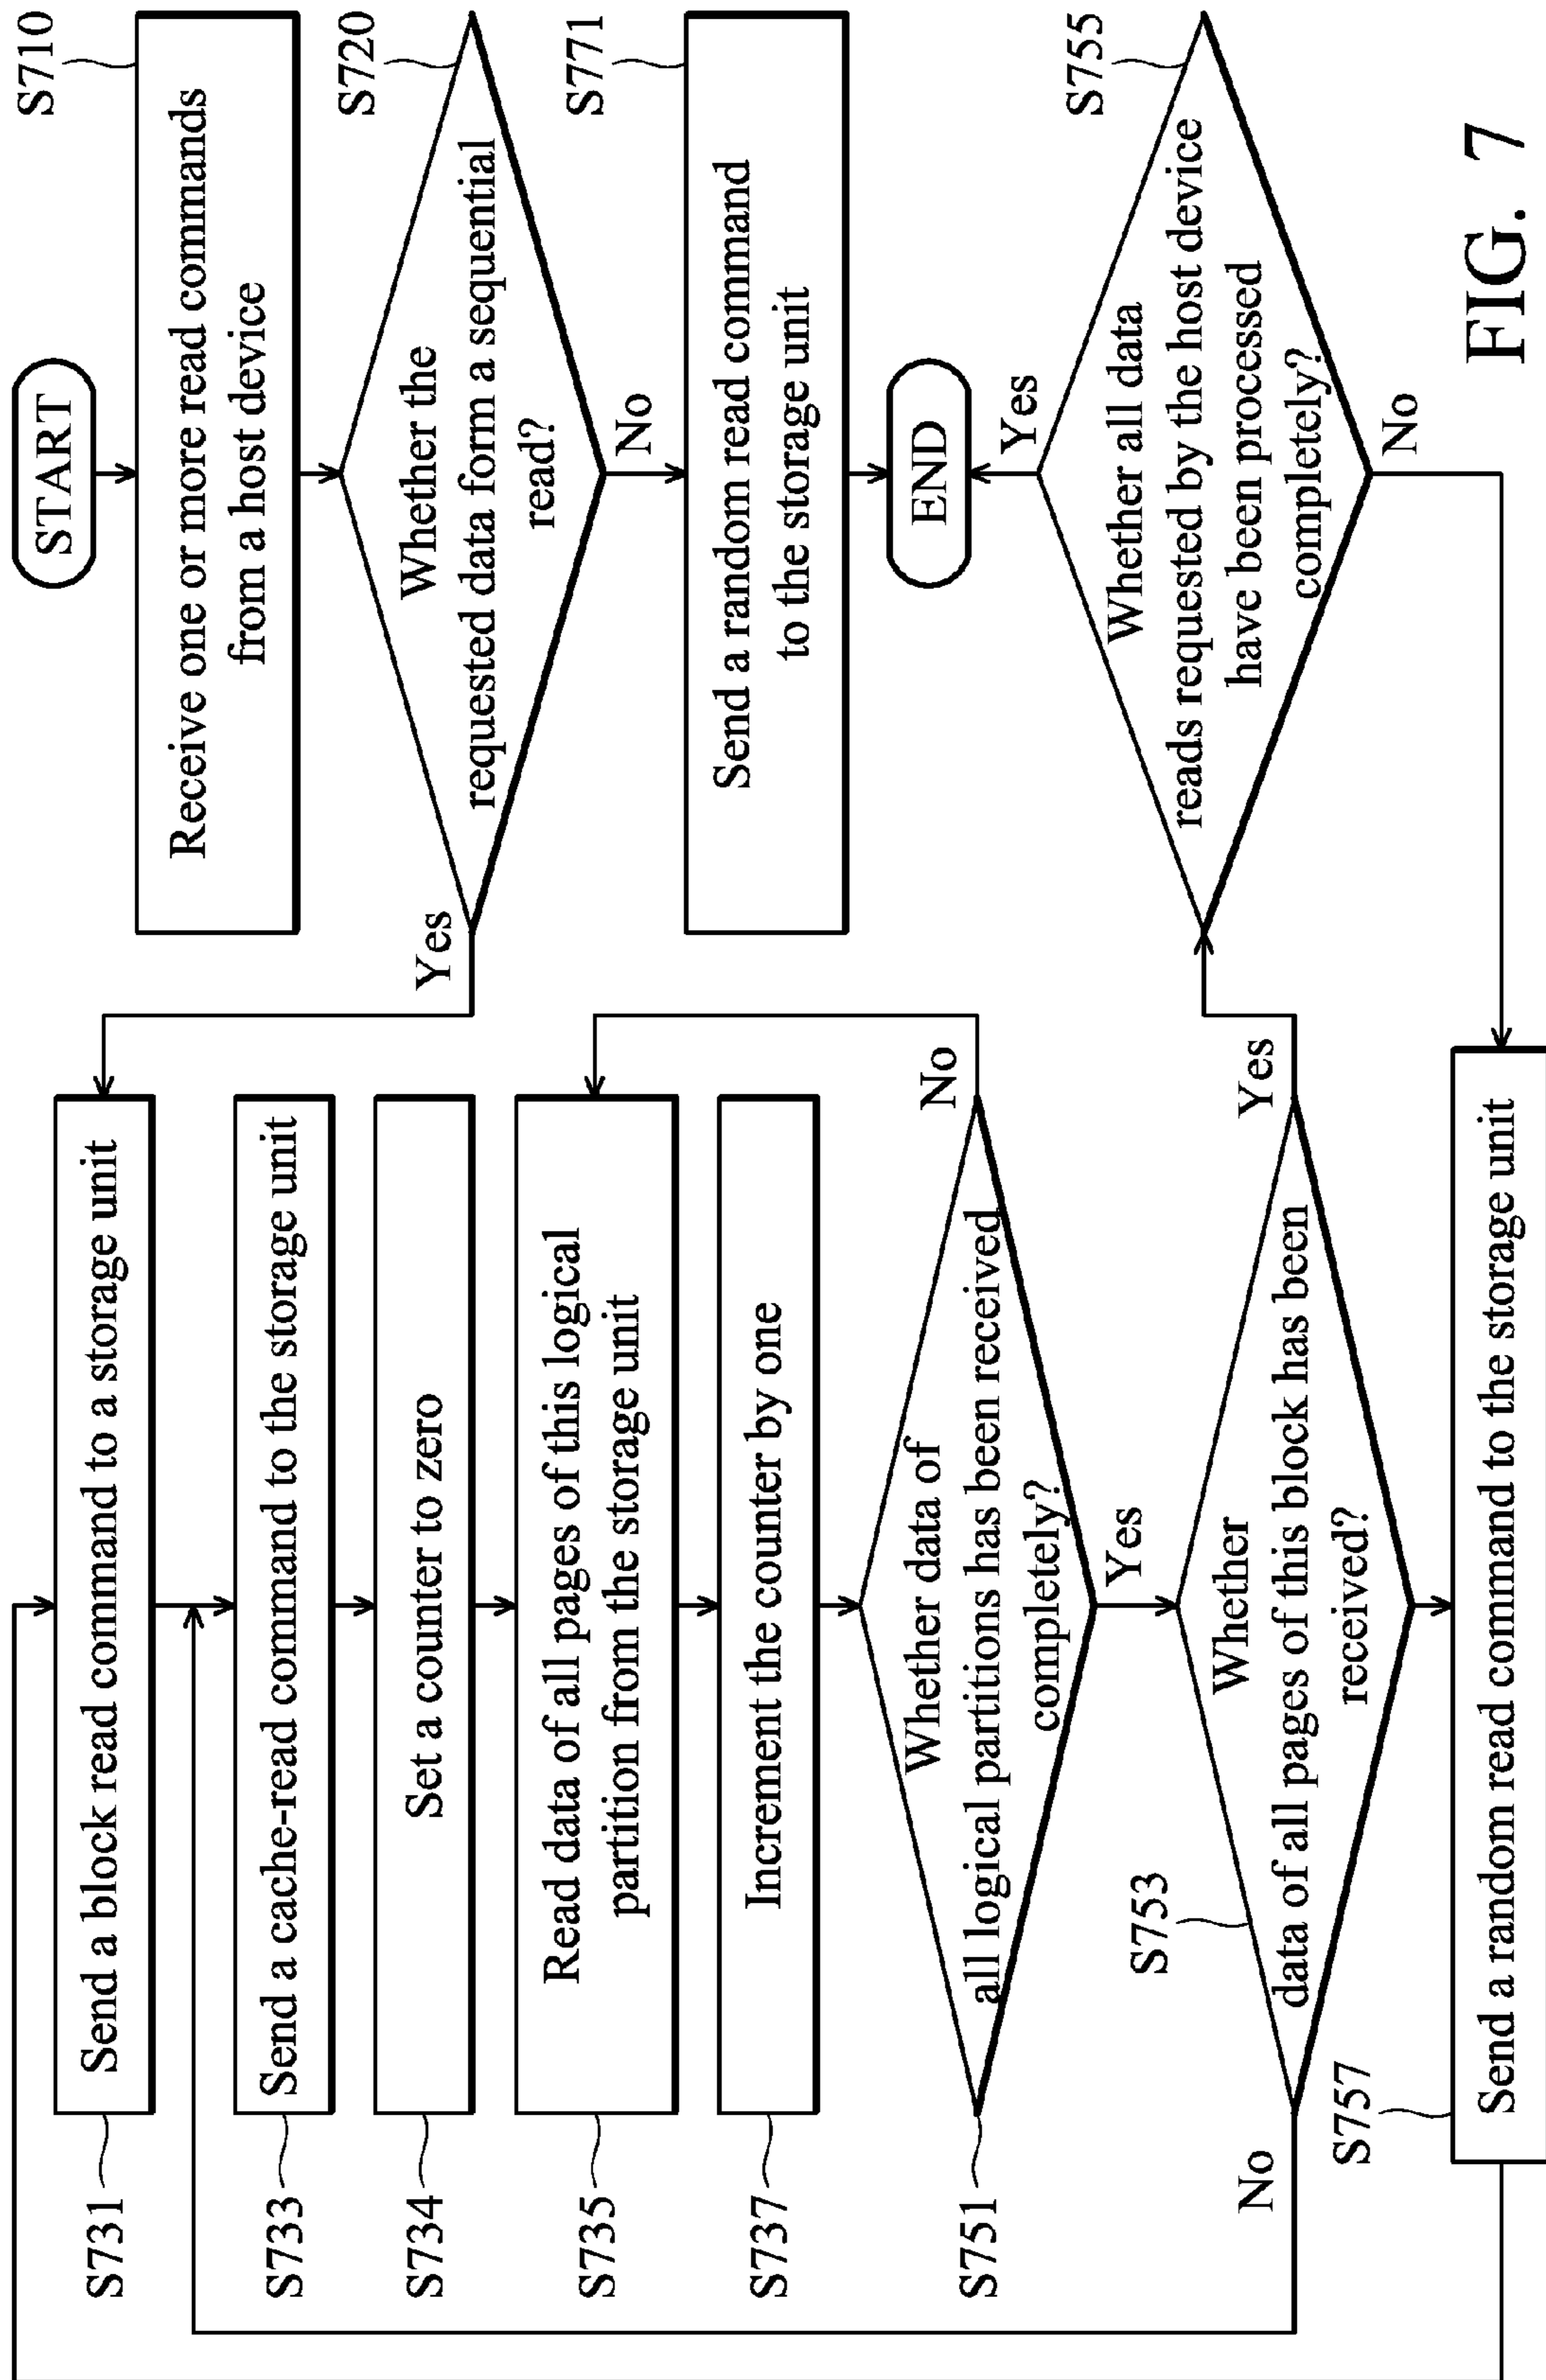 START
S710
Receive one or more read commands
from a host device
S720
Whether the
requested data form a sequential
read?
Yes
No
S771
Send a random read command
to the storage unit
END
S731
Send a block read command to a storage unit
S733
Send a cache-read command to the storage unit
S734
Set a counter to zero
S735
Read data of all pages of this logical
partition from the storage unit
S737
Increment the counter by one
S751
Whether data of
all logical partitions has been received
completely?
No
Yes
S753
Whether
data of all pages of this block has been
received?
No
Yes
S755
Whether all data
reads requested by the host device
have been processed
completely?
Yes
No
S757
Send a random read command to the storage unit
FIG. 7